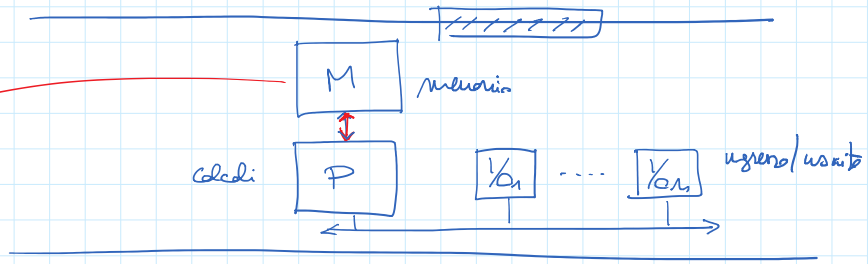 M
memoria
calcoli
P
I/O1
....
I/On
ingresso/uscita